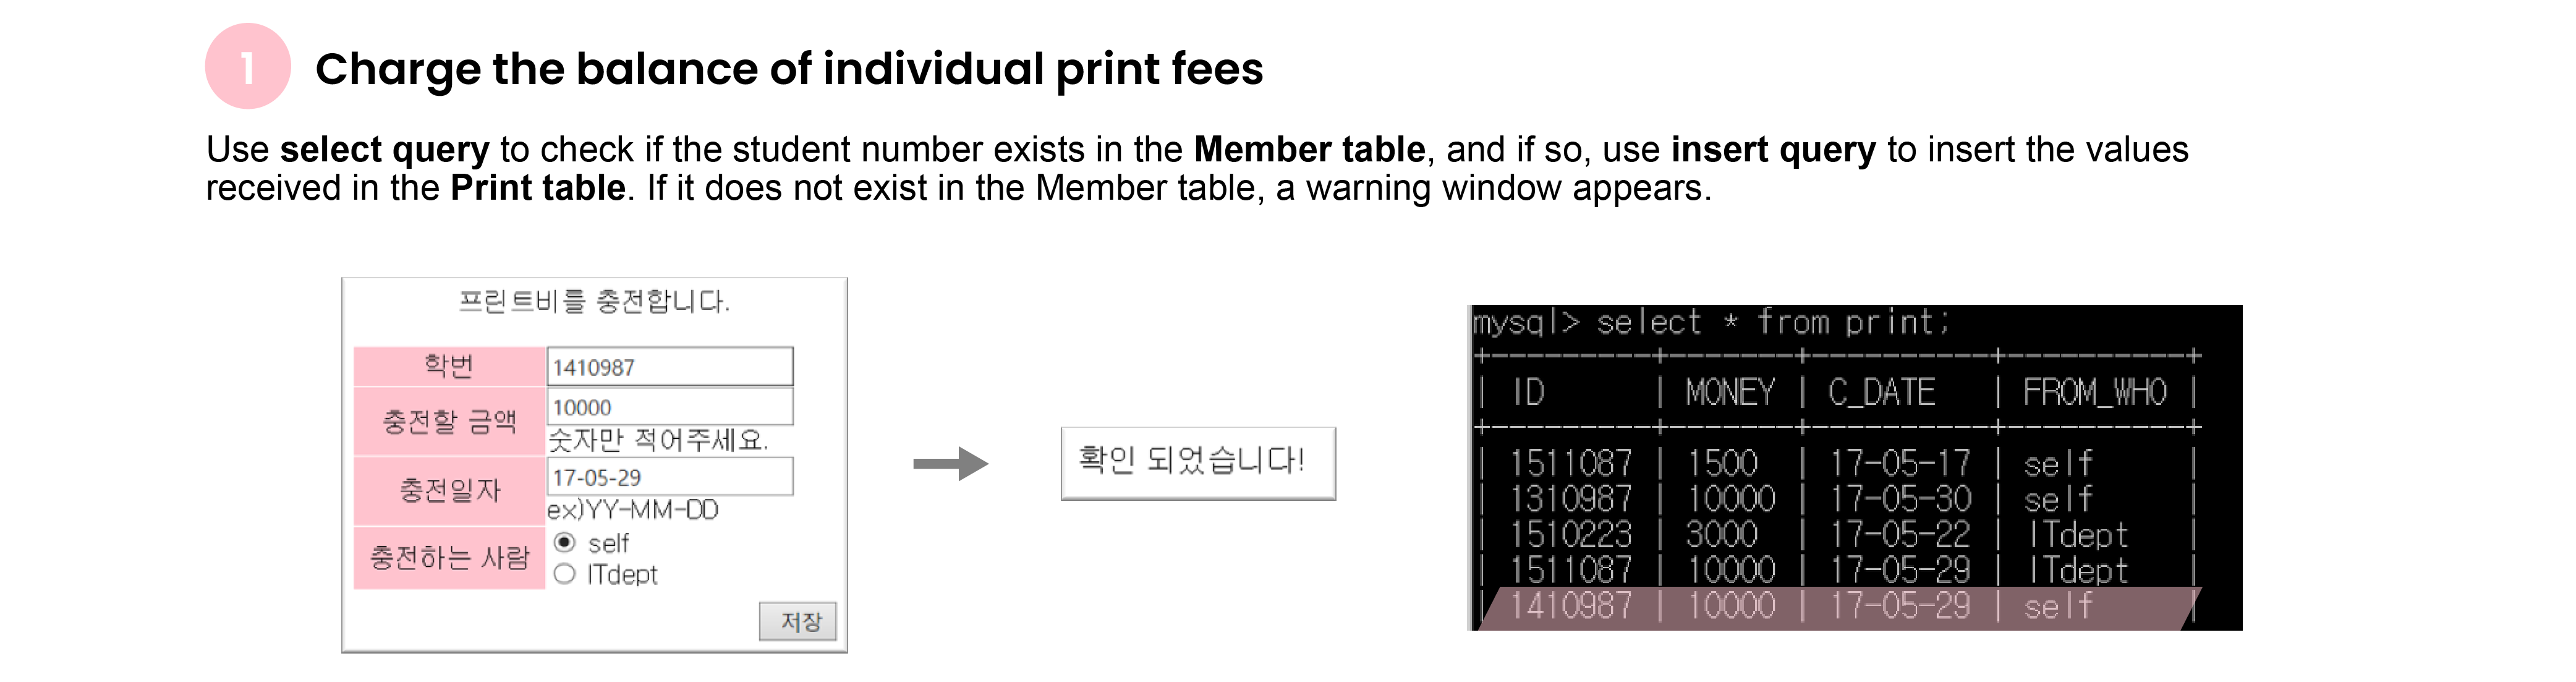 1 Charge the balance of individual print fees
Use select query to check if the student number exists in the Member table, and if so, use insert query to insert the values
received in the Print table. If it does not exist in the Member table, a warning window appears.
프린트비를 충전합니다.
학번 1410987
충전할 금액 10000
숫자만 적어주세요.
충전일자 17-05-29
ex)YY-MM-DD
충전하는 사람 self
ITdept
저장
확인 되었습니다!
mysql> select * from print;
+---------+-------+----------+----------+
| ID | MONEY | C_DATE | FROM_WHO |
+---------+-------+----------+----------+
| 1511087 | 1500 | 17-05-17 | self |
| 1310987 | 10000 | 17-05-30 | self |
| 1510223 | 3000 | 17-05-22 | ITdept |
| 1511087 | 10000 | 17-05-29 | ITdept |
| 1410987 | 10000 | 17-05-29 | self |